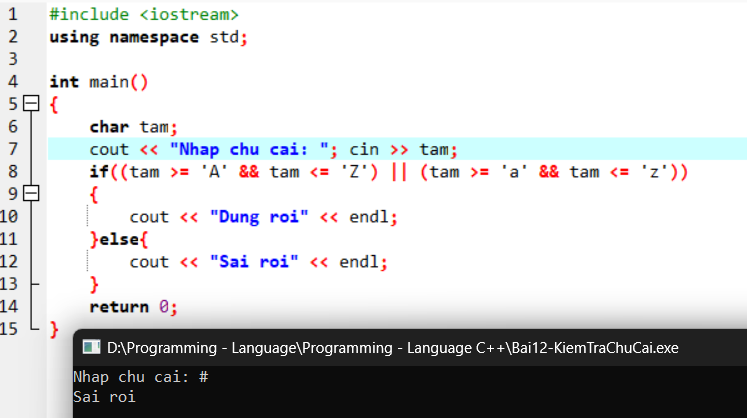 1 #include <iostream>
2 using namespace std;
3
4 int main()
5 {
6 char tam;
7 cout << "Nhap chu cai: "; cin >> tam;
8 if((tam >= 'A' && tam <= 'Z') || (tam >= 'a' && tam <= 'z'))
9 {
10 cout << "Dung roi" << endl;
11 }else{
12 cout << "Sai roi" << endl;
13 }
14 return 0;
15 }
D:\Programming - Language\Programming - Language C++\Bai12-KiemTraChuCai.exe
Nhap chu cai: #
Sai roi